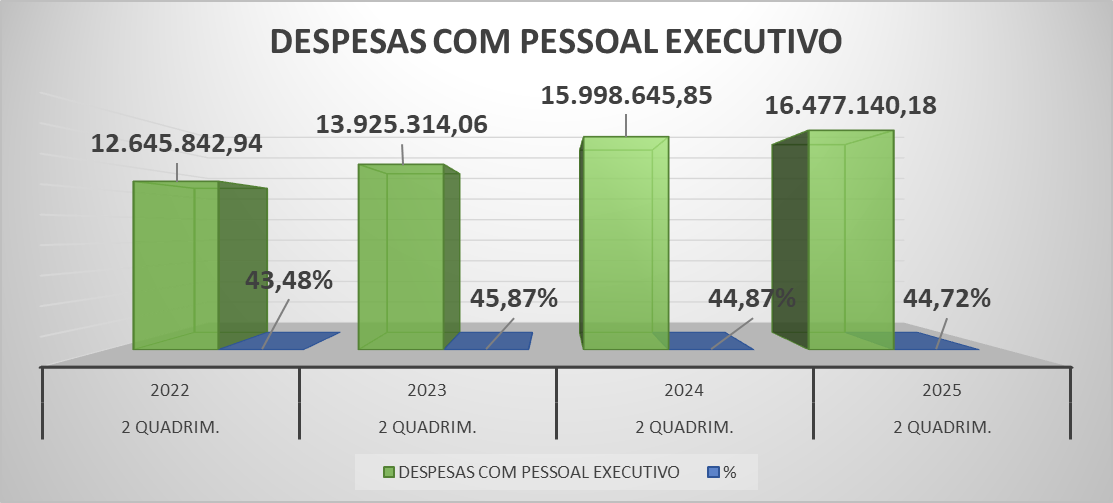 DESPESAS COM PESSOAL EXECUTIVO
12.645.842,94
13.925.314,06
15.998.645,85
16.477.140,18
43,48%
45,87%
44,87%
44,72%
2022 2023 2024 2025
2 QUADRIM. 2 QUADRIM. 2 QUADRIM. 2 QUADRIM.
DESPESAS COM PESSOAL EXECUTIVO %